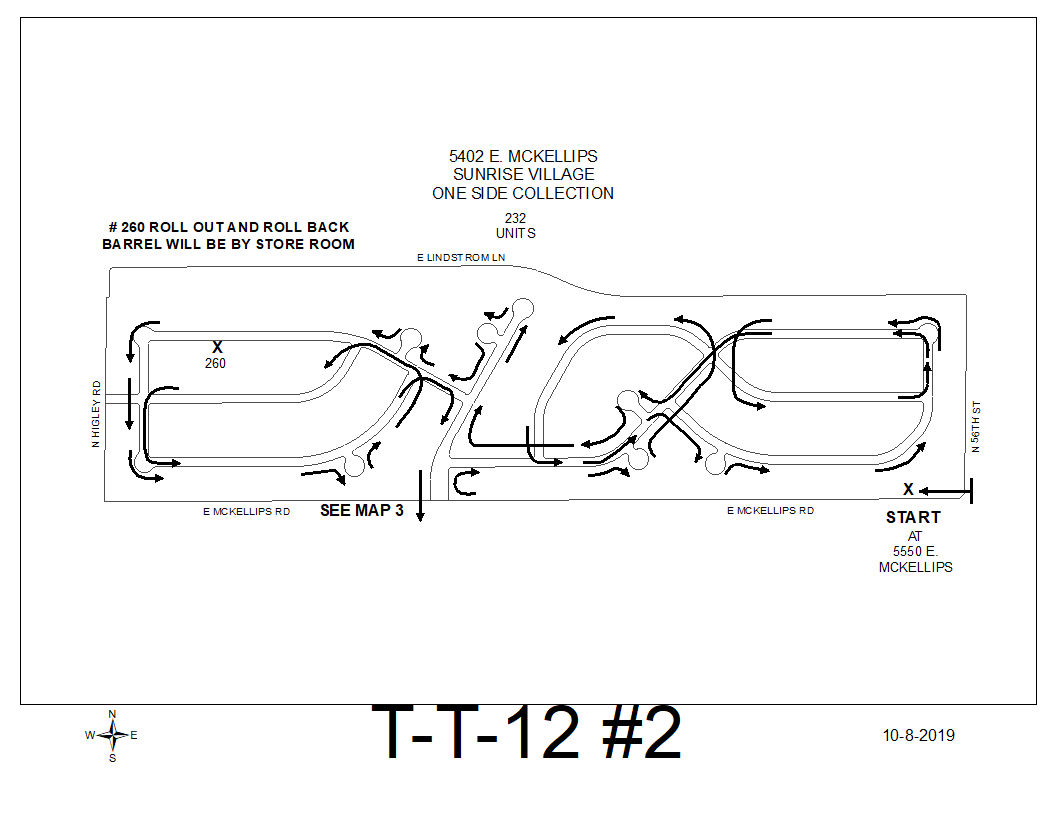 5402 E. MCKELLIPS
SUNRISE VILLAGE
ONE SIDE COLLECTION
232
UNITS
# 260 ROLL OUT AND ROLL BACK
BARREL WILL BE BY STORE ROOM
E LINDSTROM LN
X
260
N HIGLEY RD
N 56TH ST
E MCKELLIPS RD
SEE MAP 3
E MCKELLIPS RD
X
START
AT
5550 E.
MCKELLIPS
T-T-12 #2
N
W E
S
10-8-2019